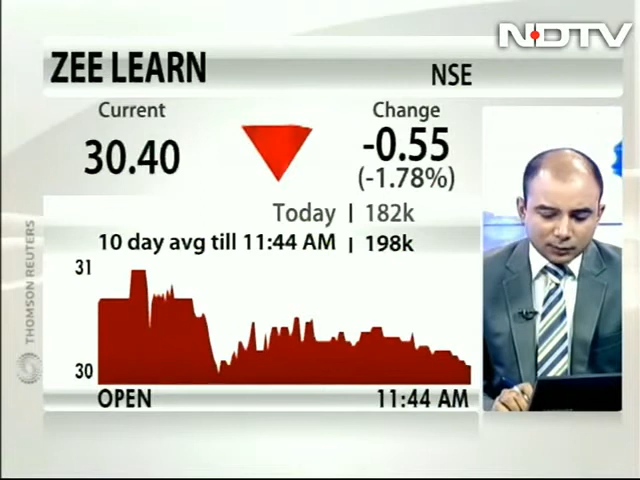 NDTV
ZEE LEARN
NSE
Current
Change
30.40
-0.55
(-1.78%)
Today | 182k
10 day avg till 11:44 AM | 198k
31
30
OPEN
11:44 AM
THOMSON REUTERS